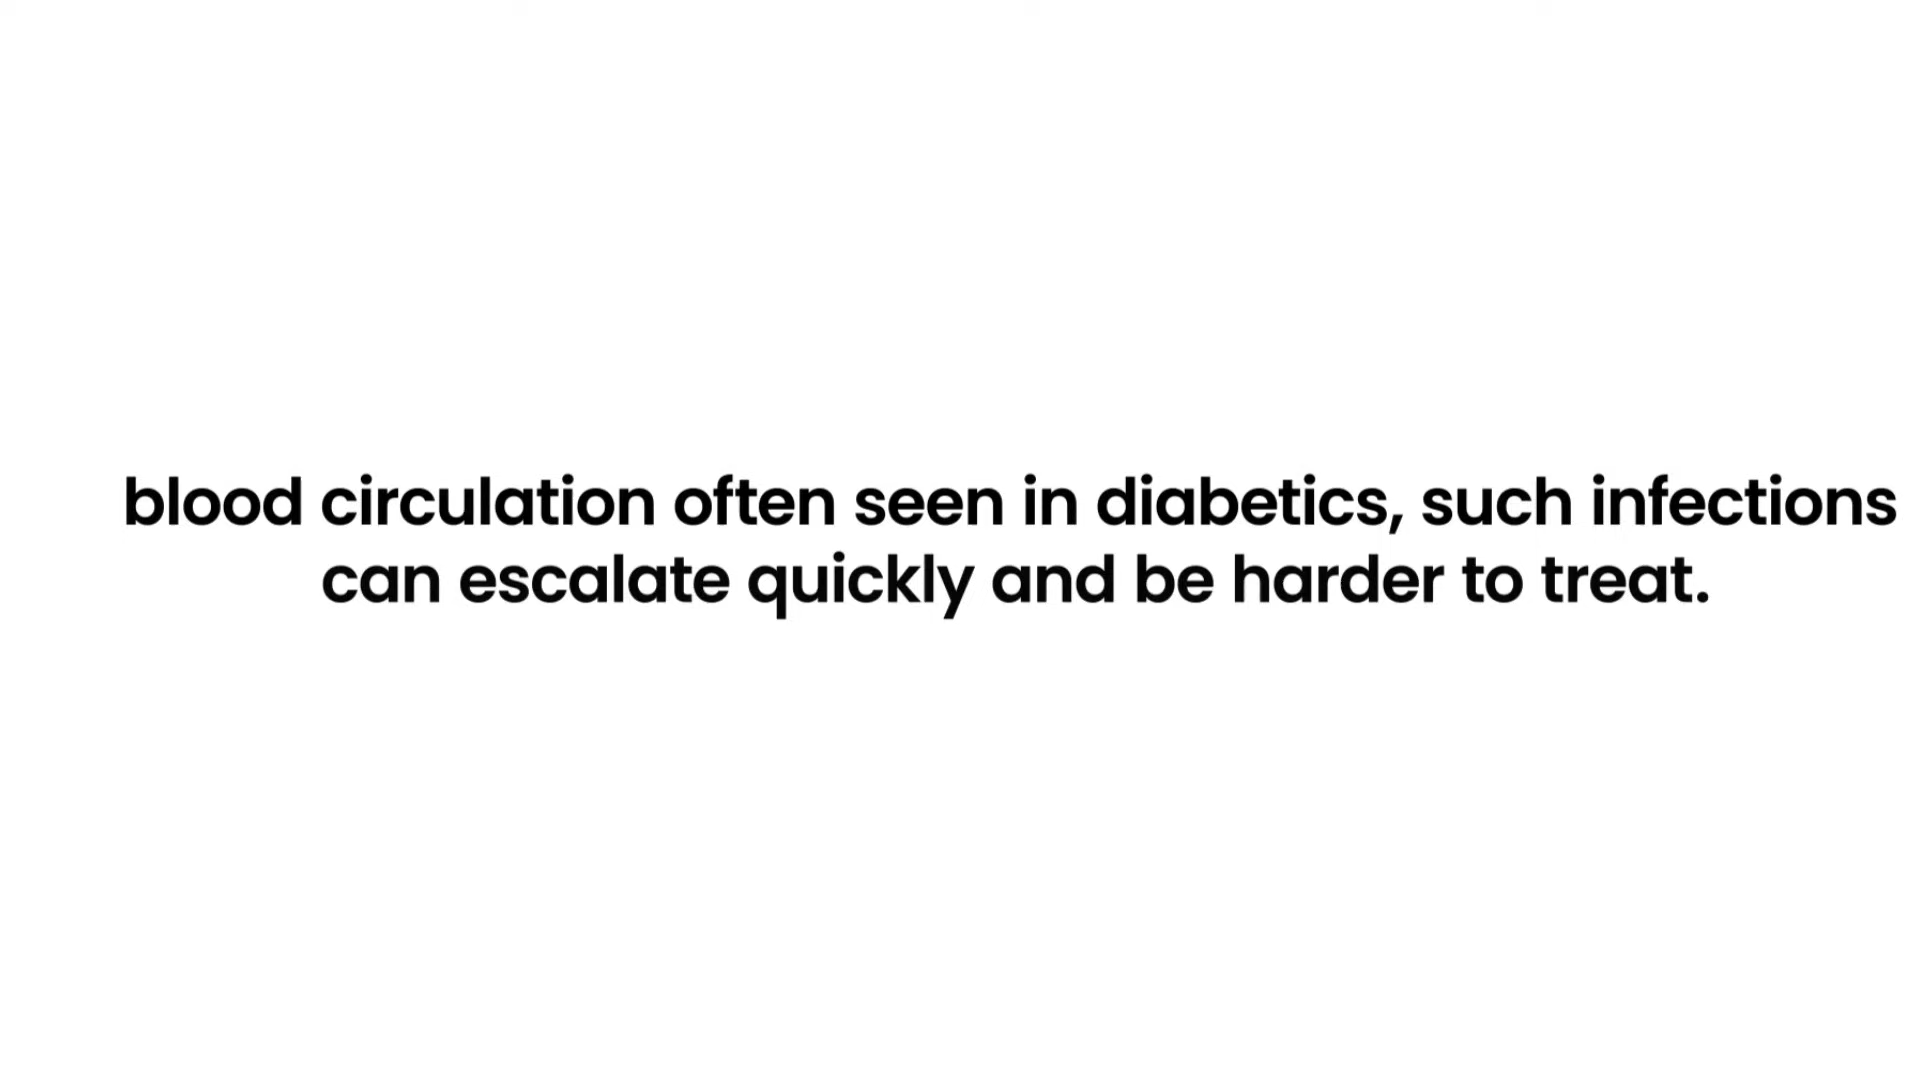 blood circulation often seen in diabetics, such infections
can escalate quickly and be harder to treat.